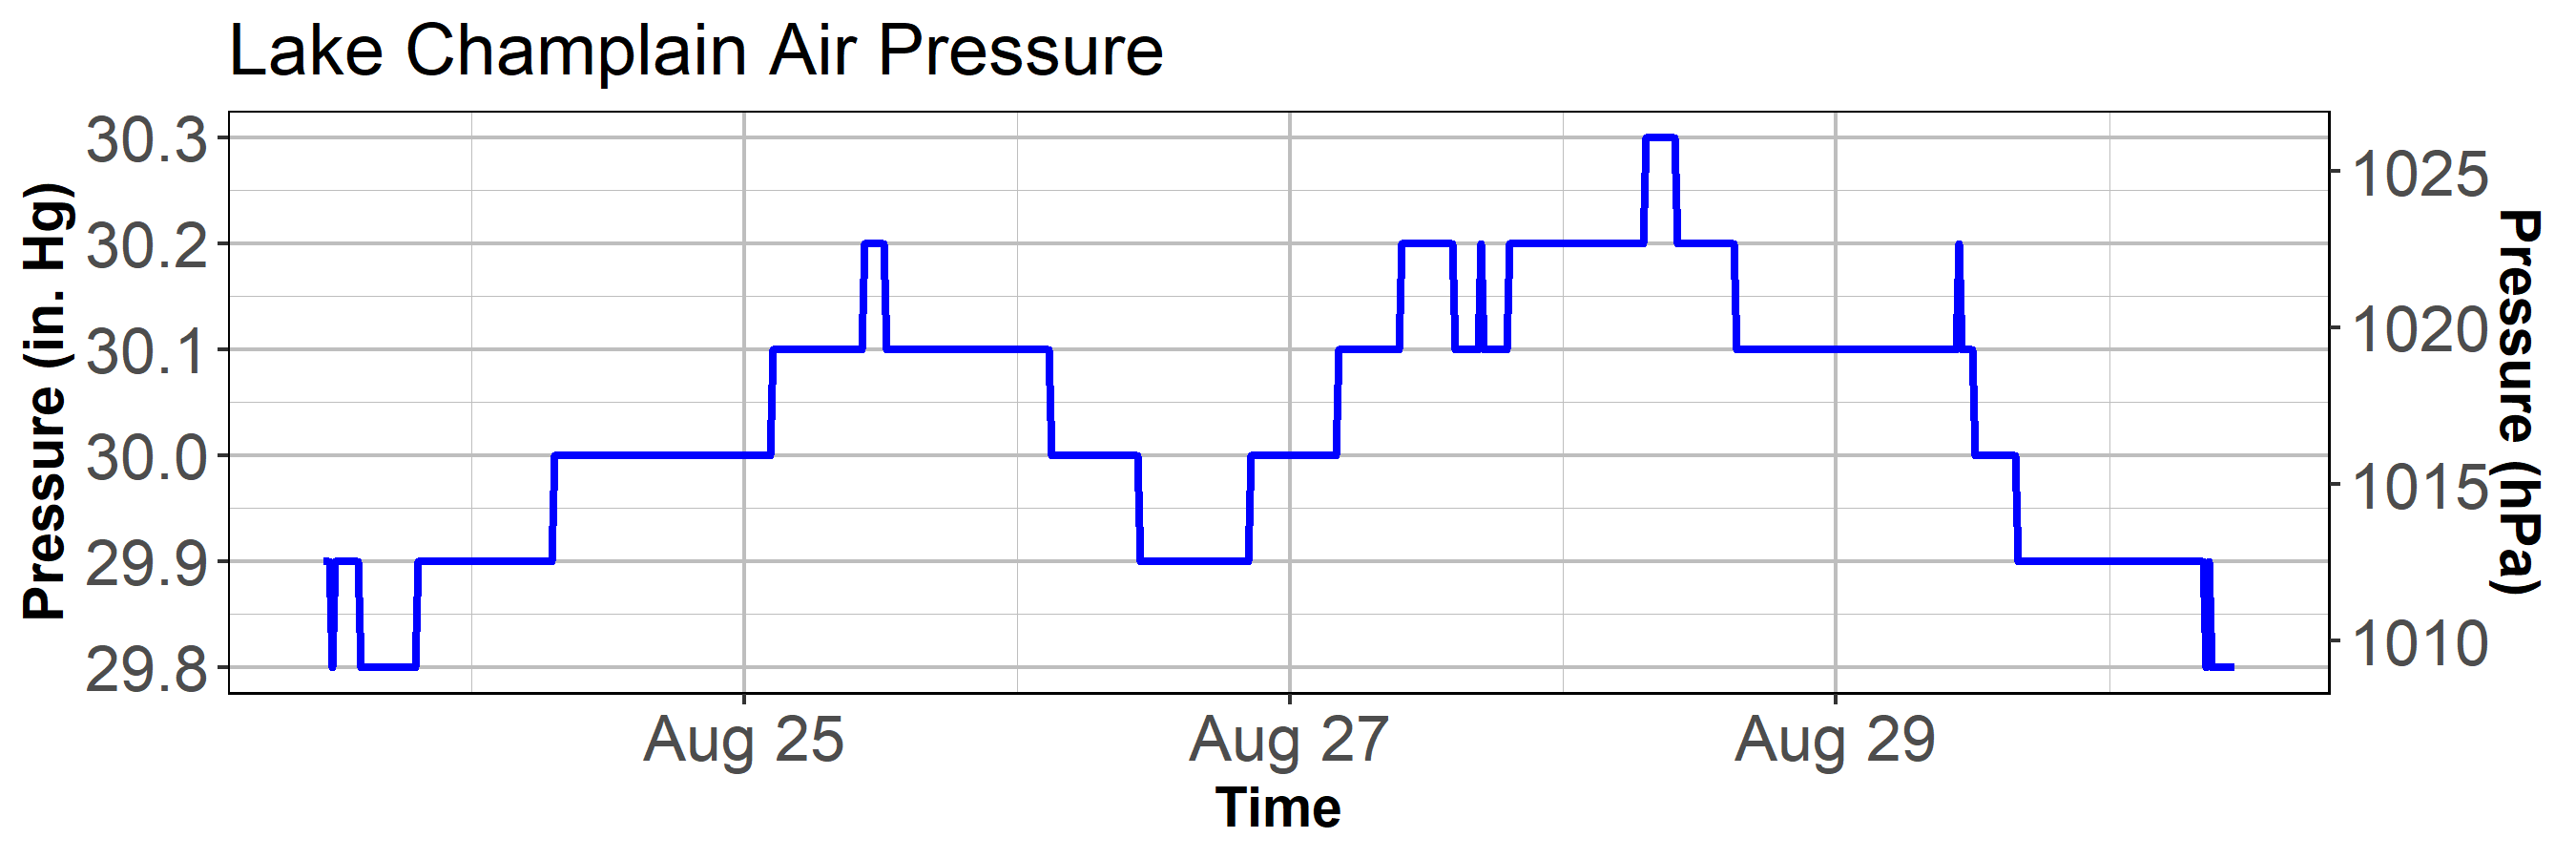 Lake Champlain Air Pressure
Pressure (in. Hg)
30.3
30.2
30.1
30.0
29.9
29.8
1025
1020
1015
1010
Pressure (hPa)
Aug 25
Aug 27
Aug 29
Time